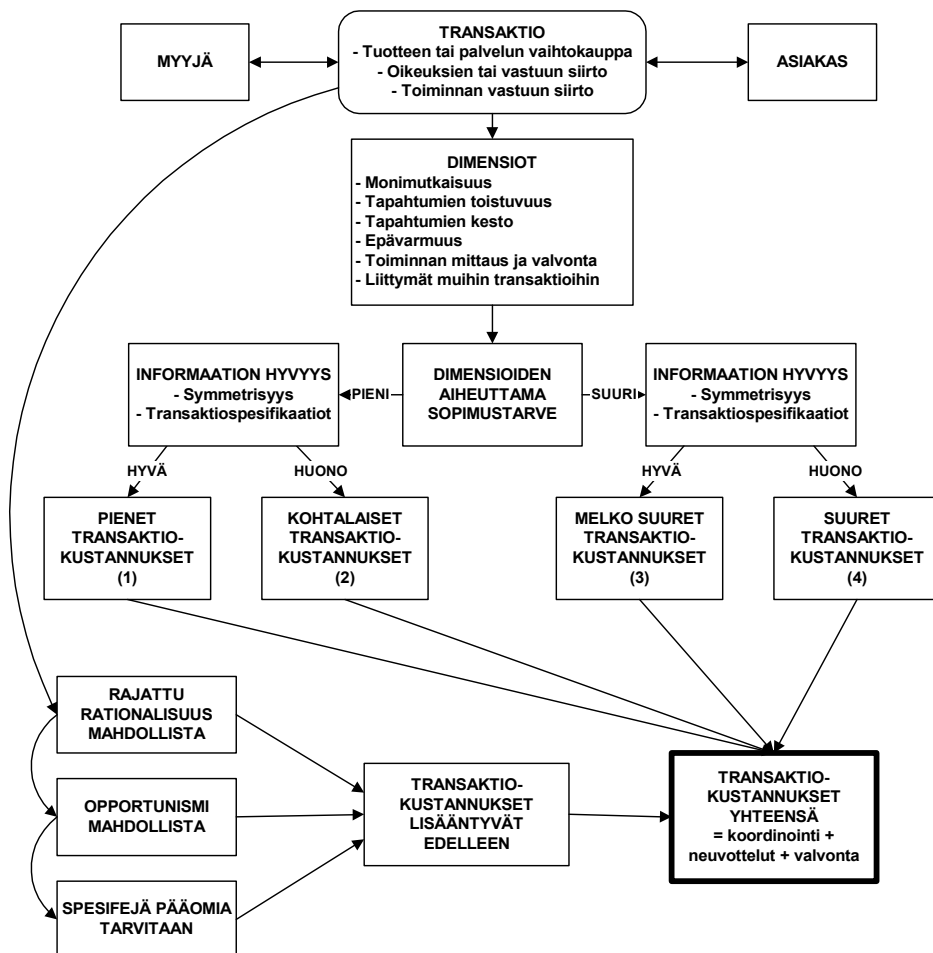 MYYJÄ
TRANSAKTIO
- Tuotteen tai palvelun vaihtokauppa
- Oikeuksien tai vastuun siirto
- Toiminnan vastuun siirto
ASIAKAS
DIMENSIOT
- Monimutkaisuus
- Tapahtumien toistuvuus
- Tapahtumien kesto
- Epävarmuus
- Toiminnan mittaus ja valvonta
- Liittymät muihin transaktioihin
INFORMAATION HYVYYS
- Symmetrisyys
- Transaktiospesifikaatiot
PIENI
DIMENSIOIDEN
AIHEUTTAMA
SOPIMUSTARVE
SUURI
INFORMAATION HYVYYS
- Symmetrisyys
- Transaktiospesifikaatiot
HYVÄ
HUONO
HYVÄ
HUONO
PIENET
TRANSAKTIO-
KUSTANNUKSET
(1)
KOHTALAISET
TRANSAKTIO-
KUSTANNUKSET
(2)
MELKO SUURET
TRANSAKTIO-
KUSTANNUKSET
(3)
SUURET
TRANSAKTIO-
KUSTANNUKSET
(4)
RAJATTU
RATIONALISUUS
MAHDOLLISTA
OPPORTUNISMI
MAHDOLLISTA
SPESIFEJÄ PÄÄOMIA
TARVITAAN
TRANSAKTIO-
KUSTANNUKSET
LISÄÄNTYVÄT
EDELLEEN
TRANSAKTIO-
KUSTANNUKSET
YHTEENSÄ
= koordinointi +
neuvottelut + valvonta